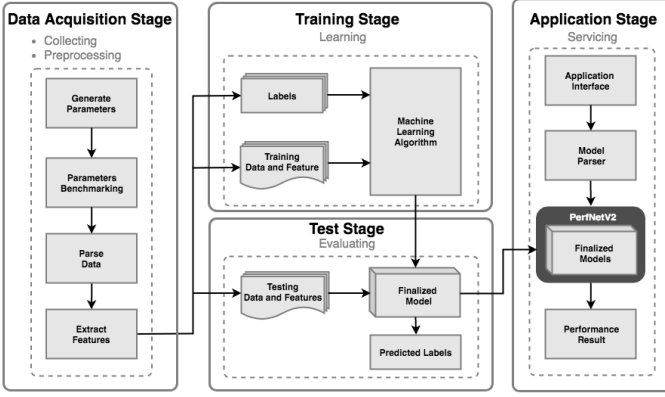 Data Acquisition Stage
• Collecting
• Preprocessing
Generate
Parameters
Parameters
Benchmarking
Parse
Data
Extract
Features
Training Stage
Learning
Labels
Training
Data and Feature
Machine
Learning
Algorithm
Test Stage
Evaluating
Testing
Data and Features
Finalized
Model
Predicted Labels
Application Stage
Servicing
Application
Interface
Model
Parser
PerfNetV2
Finalized
Models
Performance
Result